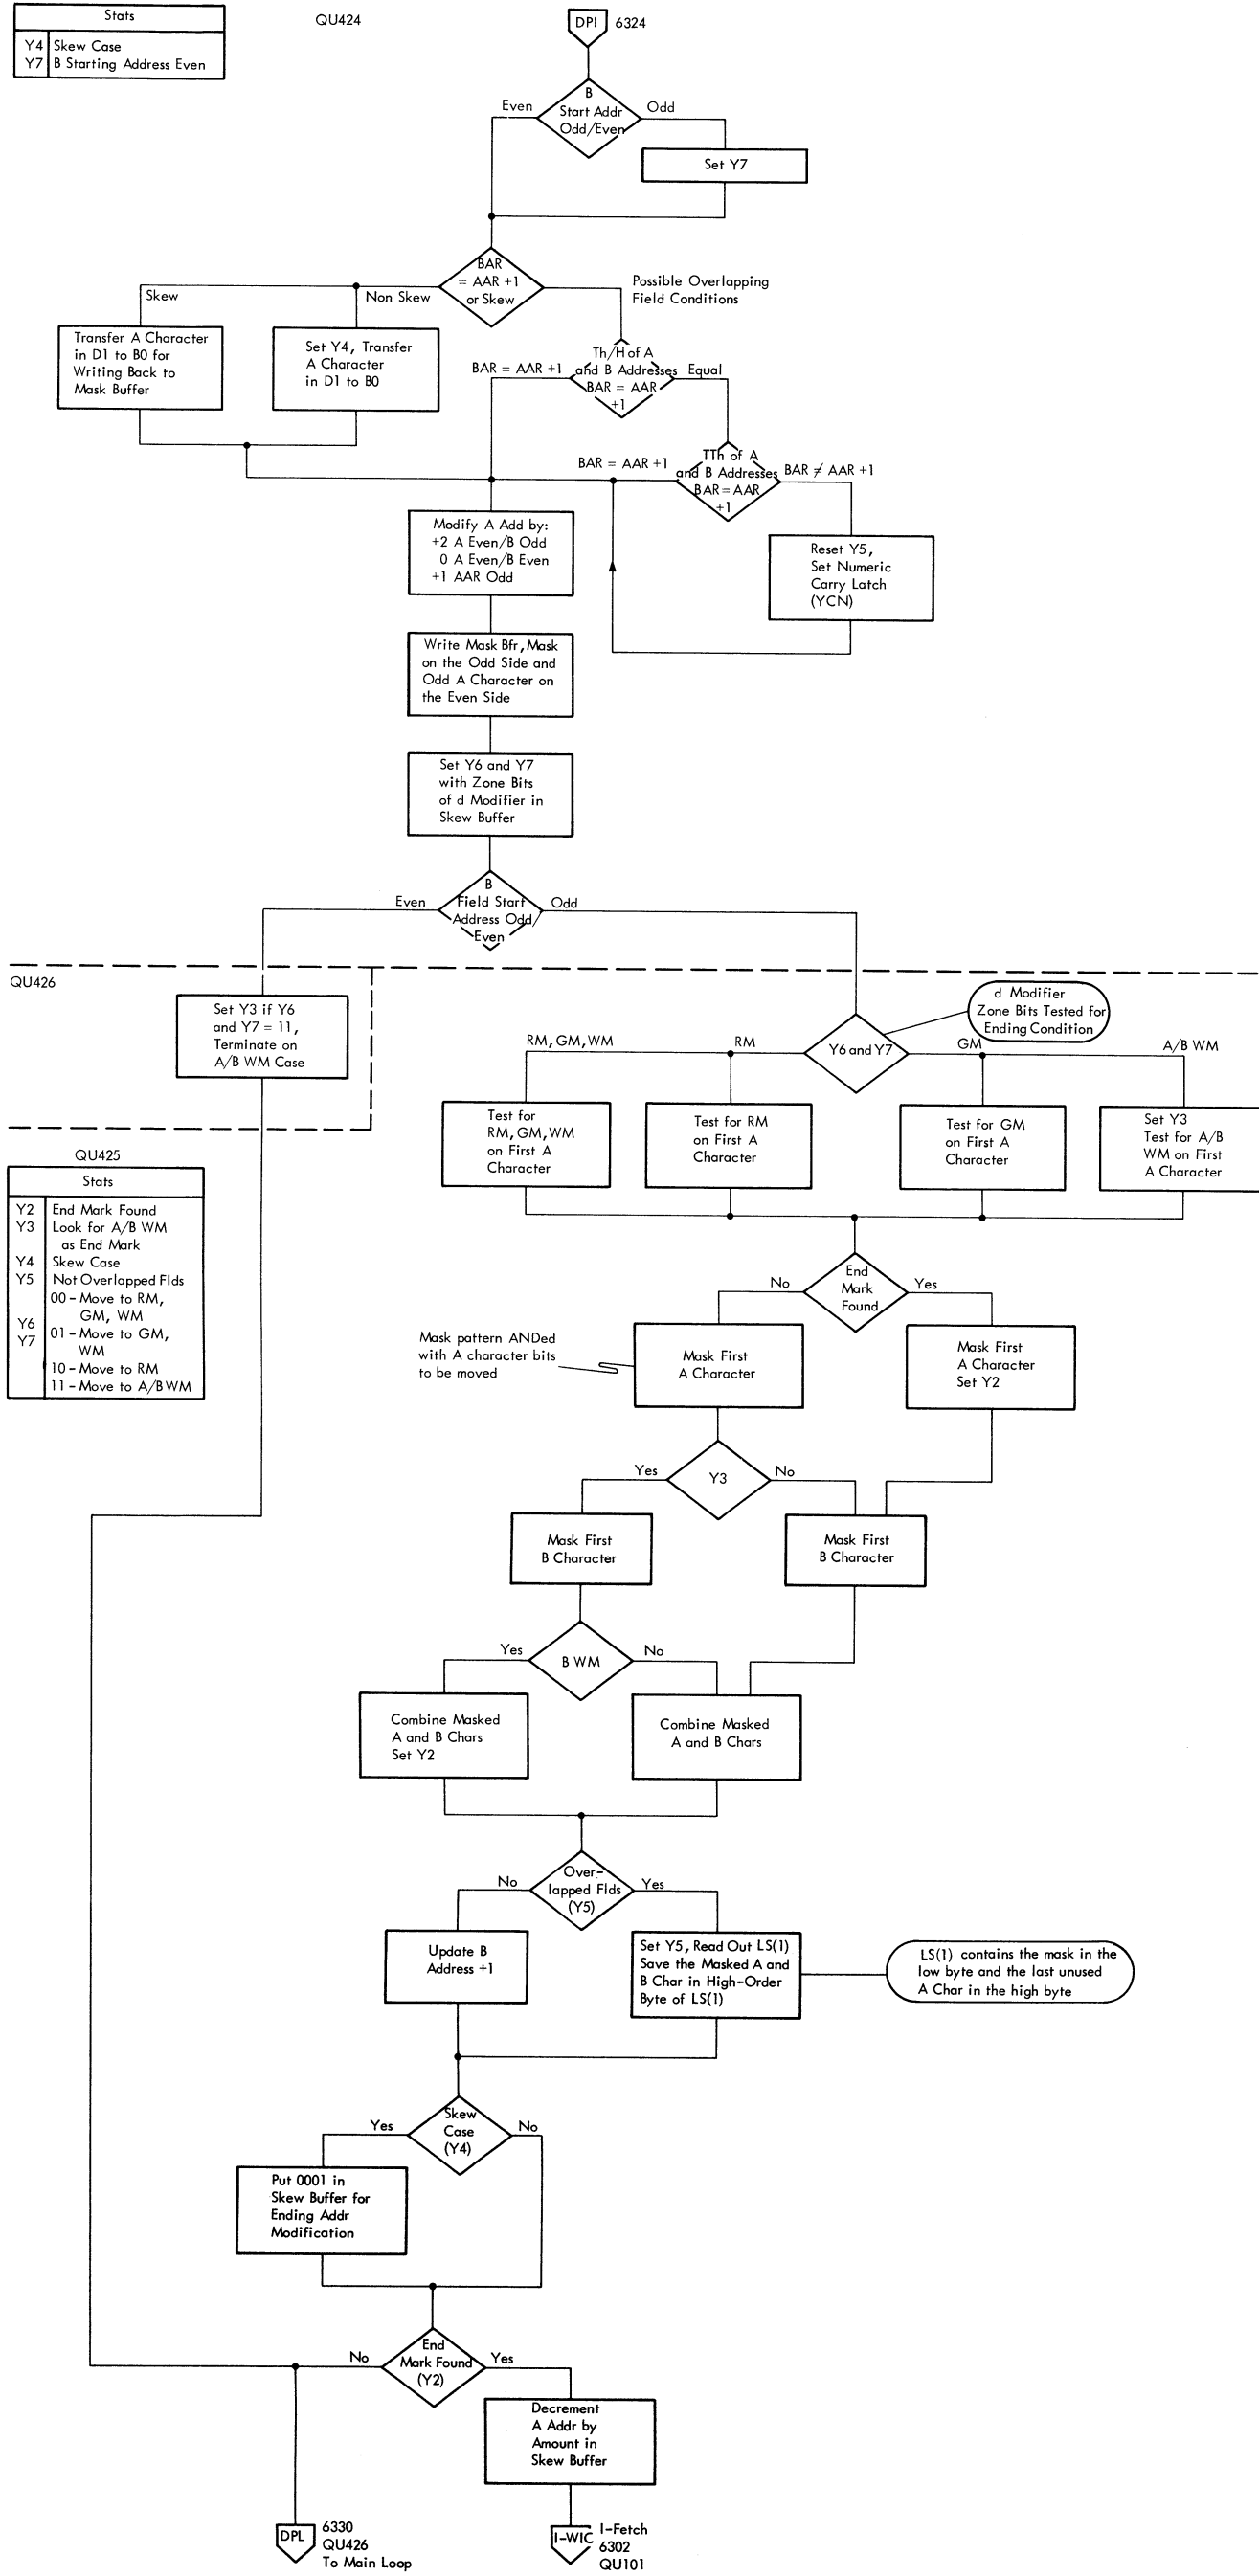 Stats
Y4 Skew Case
Y7 B Starting Address Even
QU424
DPI 6324
B
Start Addr
Odd/Even
Even
Odd
Set Y7
BAR
= AAR +1
or Skew
Skew
Non Skew
Possible Overlapping
Field Conditions
Transfer A Character
in D1 to B0 for
Writing Back to
Mask Buffer
Set Y4, Transfer
A Character
in D1 to B0
Th/H of A
and B Addresses
BAR = AAR
+1
BAR = AAR +1
Equal
TTh of A
and B Addresses
BAR = AAR
+1
BAR = AAR +1
BAR ≠ AAR +1
Reset Y5,
Set Numeric
Carry Latch
(YCN)
Modify A Add by:
+2 A Even/B Odd
0 A Even/B Even
+1 AAR Odd
Write Mask Bfr, Mask
on the Odd Side and
Odd A Character on
the Even Side
Set Y6 and Y7
with Zone Bits
of d Modifier in
Skew Buffer
B
Field Start
Address Odd/
Even
Even
Odd
QU426
Set Y3 if Y6
and Y7 = 11,
Terminate on
A/B WM Case
d Modifier
Zone Bits Tested for
Ending Condition
Y6 and Y7
RM, GM, WM
RM
GM
A/B WM
Test for
RM, GM, WM
on First A
Character
Test for RM
on First A
Character
Test for GM
on First A
Character
Set Y3
Test for A/B
WM on First
A Character
QU425
Stats
Y2 End Mark Found
Y3 Look for A/B WM
as End Mark
Y4 Skew Case
Y5 Not Overlapped Flds
00 - Move to RM,
GM, WM
Y6
Y7
01 - Move to GM,
WM
10 - Move to RM
11 - Move to A/B WM
End
Mark
Found
No
Yes
Mask pattern ANDed
with A character bits
to be moved
Mask First
A Character
Mask First
A Character
Set Y2
Y3
Yes
No
Mask First
B Character
Mask First
B Character
B WM
Yes
No
Combine Masked
A and B Chars
Set Y2
Combine Masked
A and B Chars
Over-
lapped Flds
(Y5)
No
Yes
Update B
Address +1
Set Y5, Read Out LS(1)
Save the Masked A and
B Char in High-Order
Byte of LS(1)
LS(1) contains the mask in the
low byte and the last unused
A Char in the high byte
Skew
Case
(Y4)
Yes
No
Put 0001 in
Skew Buffer for
Ending Addr
Modification
End
Mark Found
(Y2)
No
Yes
Decrement
A Addr by
Amount in
Skew Buffer
DPL
6330
QU426
To Main Loop
I-WIC
I-Fetch
6302
QU101